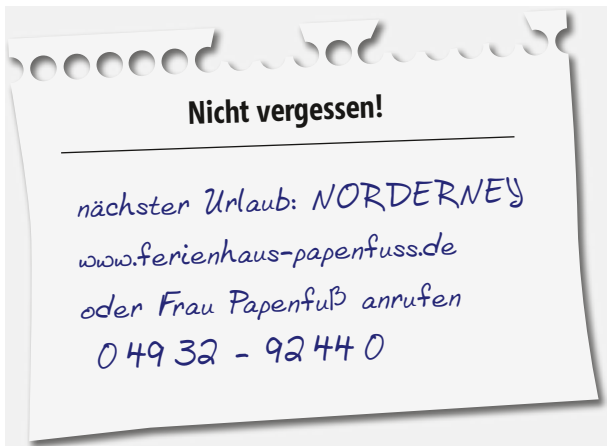 Nicht vergessen!
nächster Urlaub: NORDERNEY
www.ferienhaus-papenfuss.de
oder Frau Papenfuß anrufen
0 49 32 - 92 44 0